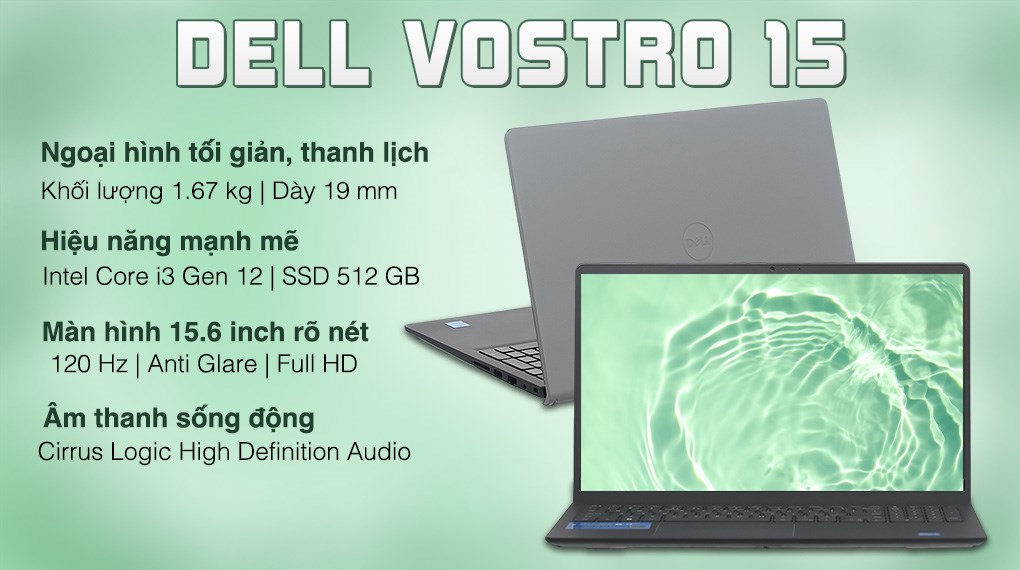 DELL VOSTRO 15
Ngoại hình tối giản, thanh lịch
Khối lượng 1.67 kg | Dày 19 mm
Hiệu năng mạnh mẽ
Intel Core i3 Gen 12 | SSD 512 GB
Màn hình 15.6 inch rõ nét
120 Hz | Anti Glare | Full HD
Âm thanh sống động
Cirrus Logic High Definition Audio
DELL